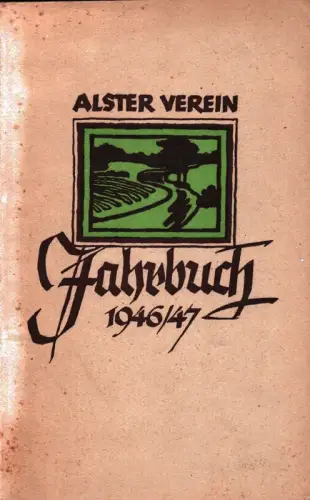 ALSTER VEREIN
Jahrbuch
1946/47